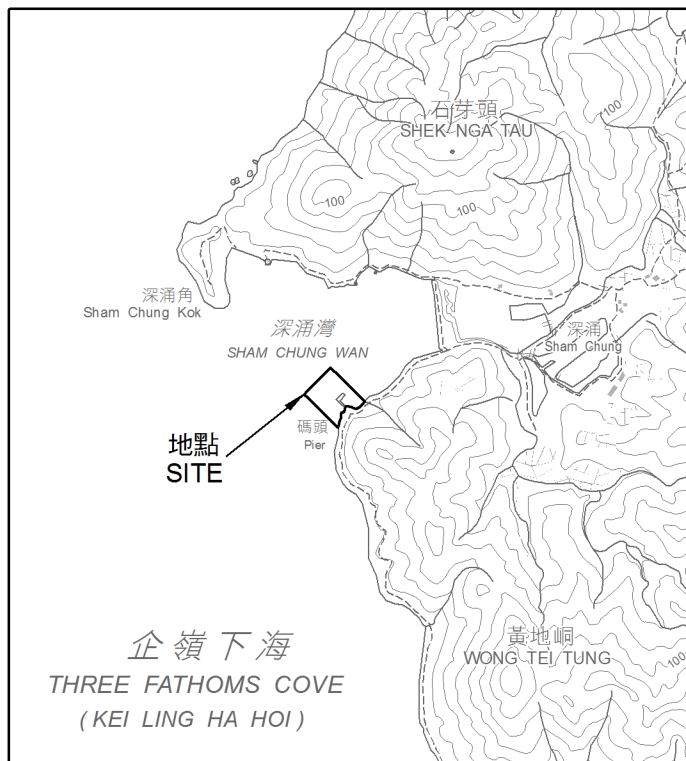 石芽頭
SHEK NGA TAU
100
100
100
深涌角
Sham Chung Kok
深涌灣
SHAM CHUNG WAN
深涌
Sham Chung
地點
SITE
碼頭
Pier
企嶺下海
THREE FATHOMS COVE
(KEI LING HA HOI)
黃地峒
WONG TEI TUNG
100